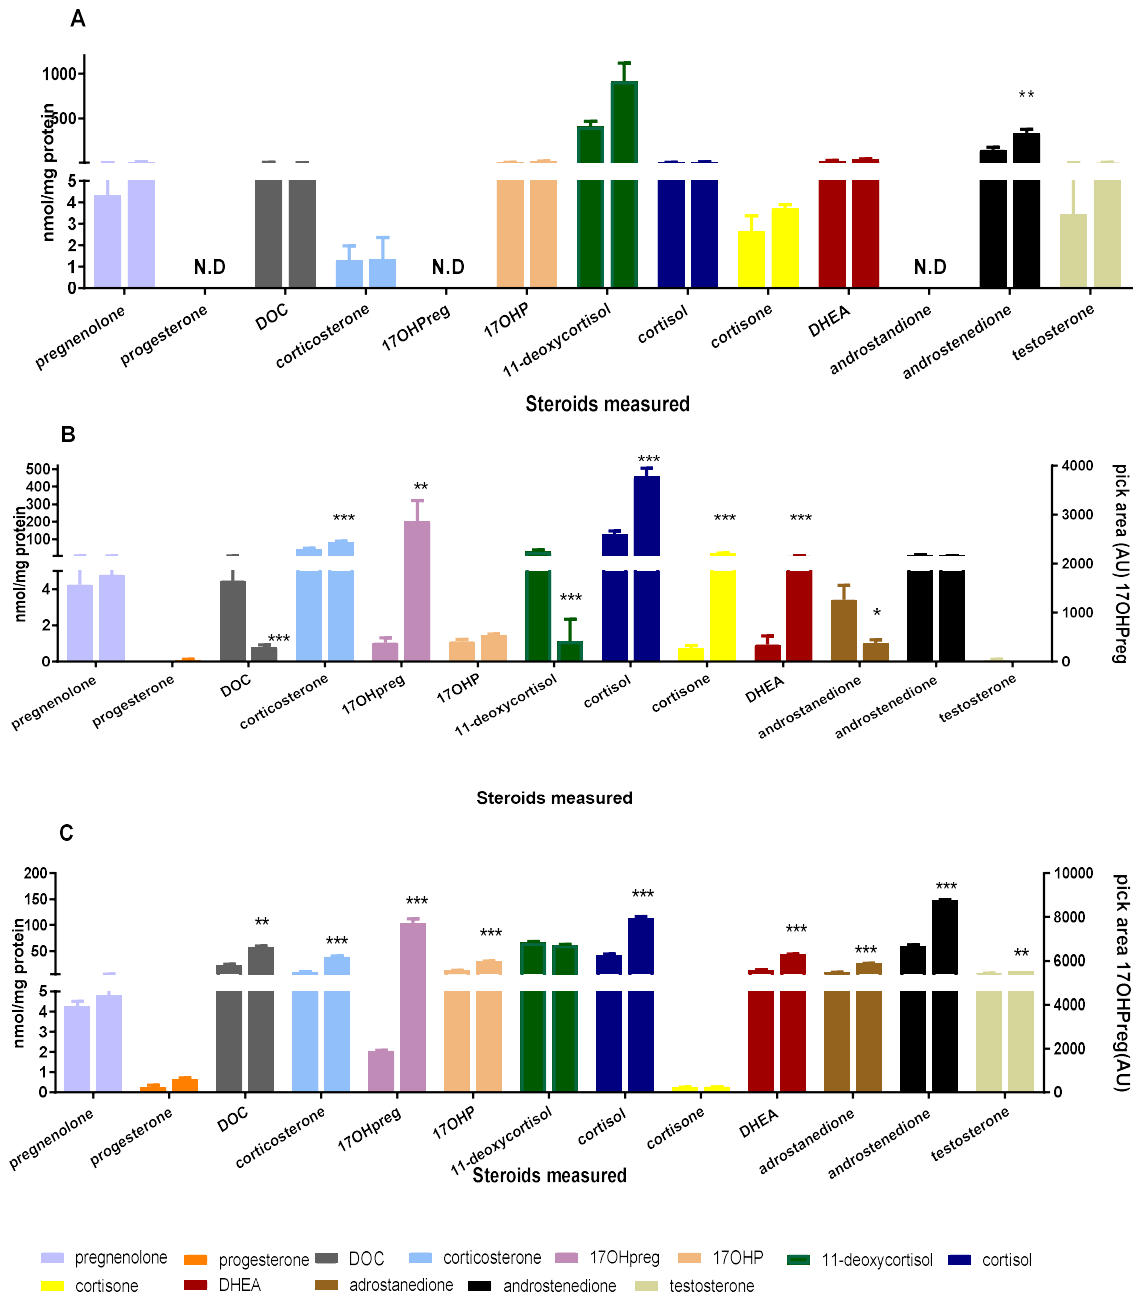 A
nmol/mg protein
1000
500
5
4
3
2
1
0
**
N.D
N.D
N.D
pregnenolone
progesterone
DOC
corticosterone
17OHPreg
17OHP
11-deoxycortisol
cortisol
cortisone
DHEA
androstandione
androstenedione
testosterone
Steroids measured
B
nmol/mg protein
500
400
300
200
100
4
2
0
***
***
**
***
***
***
***
*
4000
3000
2000
1000
0
pick area (AU) 17OHPreg
pregnenolone
progesterone
DOC
corticosterone
17OHpreg
17OHP
11-deoxycortisol
cortisol
cortisone
DHEA
androstanedione
androstenedione
testosterone
Steroids measured
C
nmol/mg protein
200
150
100
50
5
4
3
2
1
0
**
***
***
***
***
***
***
***
**
10000
8000
6000
4000
2000
0
pick area 17OHPreg(AU)
pregnenolone
progesterone
DOC
corticosterone
17OHpreg
17OHP
11-deoxycortisol
cortisol
cortisone
DHEA
adrostanedione
androstenedione
testosterone
Steroids measured
pregnenolone progesterone DOC corticosterone 17OHpreg 17OHP 11-deoxycortisol cortisol
cortisone DHEA adrostanedione androstenedione testosterone